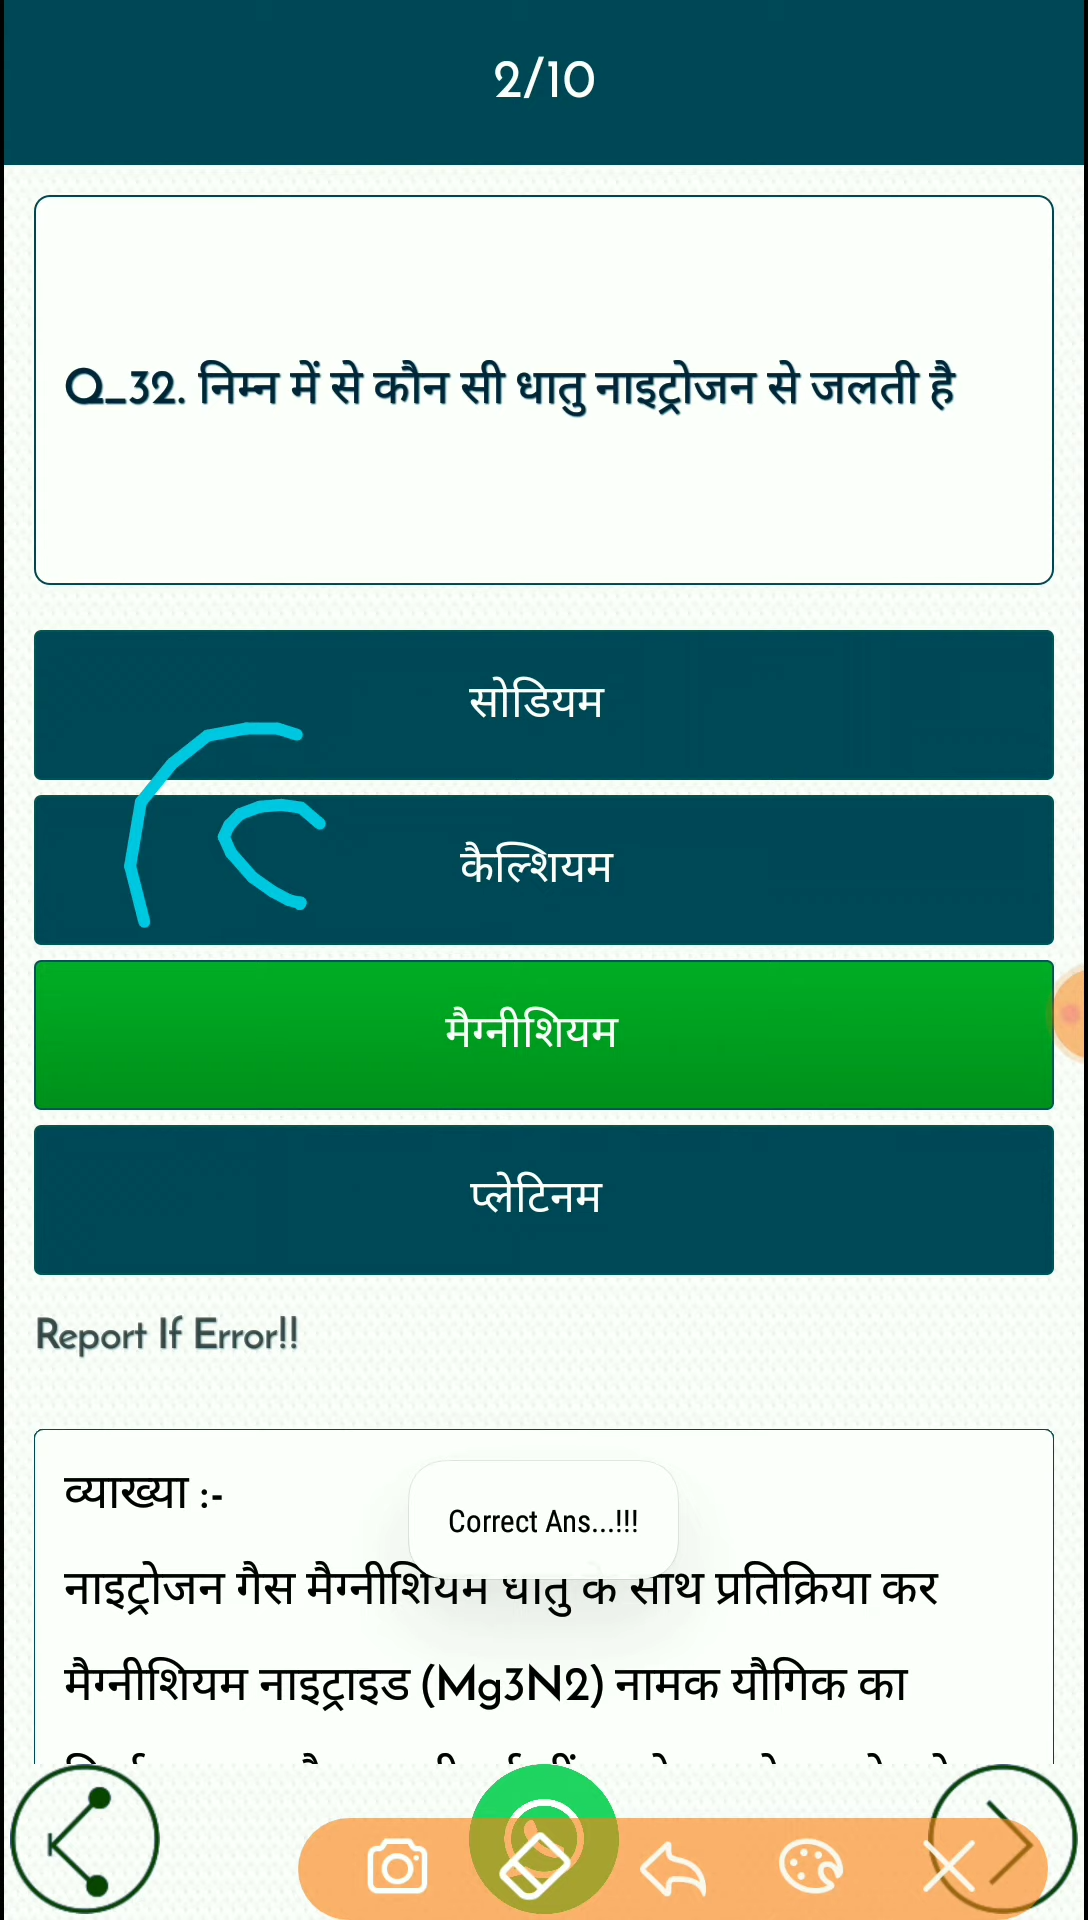 2/10
Q_32. निम्न में से कौन सी धातु नाइट्रोजन से जलती है
सोडियम
कैल्शियम
मैग्नीशियम
प्लेटिनम
Report If Error!!
व्याख्या :-
Correct Ans...!!!
नाइट्रोजन गैस मैग्नीशियम धातु के साथ प्रतिक्रिया कर
मैग्नीशियम नाइट्राइड (Mg3N2) नामक यौगिक का